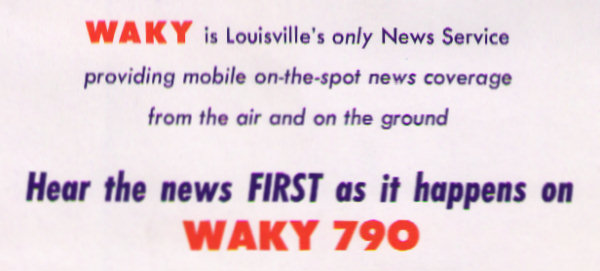 WAKY is Louisville's only News Service
providing mobile on-the-spot news coverage
from the air and on the ground
Hear the news FIRST as it happens on
WAKY 790